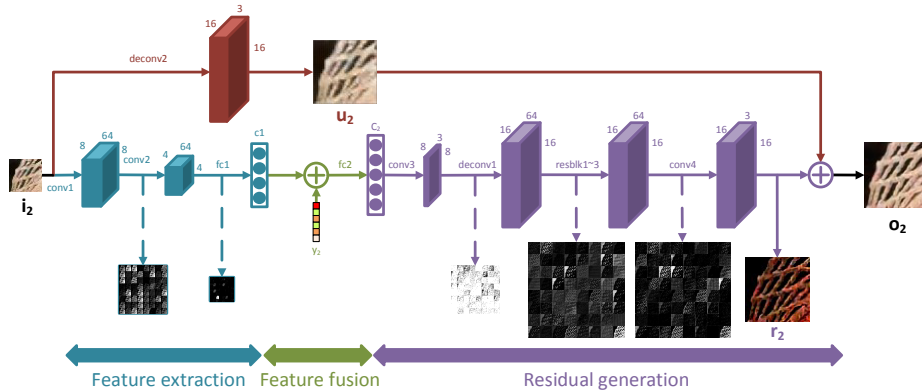 3
16
16
deconv2
u2
64
8
conv2
8
64
4
4
fc1
c1
conv1
i2
fc2
y2
C2
conv3
3
8
8
deconv1
64
16
16
resblk1~3
64
16
16
conv4
3
16
16
o2
r2
Feature extraction
Feature fusion
Residual generation